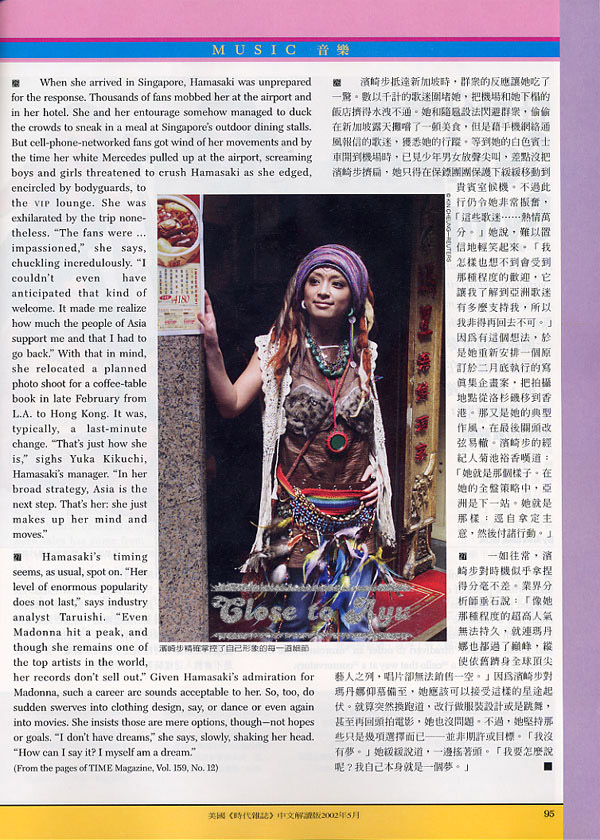 MUSIC 音樂
When she arrived in Singapore, Hamasaki was unprepared
for the response. Thousands of fans mobbed her at the airport and
in her hotel. She and her entourage somehow managed to duck
the crowds to sneak in a meal at Singapore's outdoor dining stalls.
But cell-phone-networked fans got wind of her movements and by
the time her white Mercedes pulled up at the airport, screaming
boys and girls threatened to crush Hamasaki as she edged,
encircled by bodyguards, to
the VIP lounge. She was
exhilarated by the trip none-
theless. "The fans were ...
impassioned," she says,
chuckling incredulously. "I
couldn't even have
anticipated that kind of
welcome. It made me realize
how much the people of Asia
support me and that I had to
go back." With that in mind,
she relocated a planned
photo shoot for a coffee-table
book in late February from
L.A. to Hong Kong. It was,
typically, a last-minute
change. "That's just how she
is," sighs Yuka Kikuchi,
Hamasaki's manager. "In her
broad strategy, Asia is the
next step. That's her: she just
makes up her mind and
moves."
Hamasaki's timing
seems, as usual, spot on. "Her
level of enormous popularity
does not last," says industry
analyst Taruishi. "Even
Madonna hit a peak, and
though she remains one of
the top artists in the world,
her records don't sell out." Given Hamasaki's admiration for
Madonna, such a career arc sounds acceptable to her. So, too, do
sudden swerves into clothing design, say, or dance or even again
into movies. She insists those are mere options, though—not hopes
or goals. "I don't have dreams," she says, slowly, shaking her head.
"How can I say it? I myself am a dream."
(From the pages of TIME Magazine, Vol. 159, No. 12)
濱崎步抵達新加坡時，群眾的反應讓她吃了
一驚。數以千計的歌迷圍堵她，把機場和她下榻的
飯店擠得水洩不通。她和隨扈設法閃避群眾，偷偷
在新加坡露天攤嚐了一頓美食，但是藉手機網絡通
風報信的歌迷，獲悉她的行蹤。等到她的白色賓士
車開到機場時，已見少年男女放聲尖叫，差點沒把
濱崎步擠扁，她只得在保鏢團團保護下緩緩移動到
貴賓室候機。不過此
行仍令她非常振奮，
「這些歌迷……熱情萬
分。」她說，難以置
信地輕笑起來。「我
怎樣也想不到會受到
那種程度的歡迎，它
讓我了解到亞洲歌迷
有多麼支持我，所以
我非得再回去不可。」
因為有這個想法，於
是她重新安排一個原
訂於二月底執行的寫
真集企畫案，把拍攝
地點從洛杉磯移到香
港。那又是她的典型
作風，在最後關頭改
弦易轍。濱崎步的經
紀人菊池裕香嘆道：
「她就是那個樣子。在
她的全盤策略中，亞
洲是下一站。她就是
那樣：逕自拿定主
意，然後付諸行動。」
一如往常，濱
崎步對時機似乎拿捏
得分毫不差。業界分
析師垂石說：「像她
那種程度的超高人氣
無法持久，就連瑪丹
娜也都過了巔峰，縱
使依舊躋身全球頂尖
藝人之列，唱片卻無法銷售一空。」因為濱崎步對
瑪丹娜仰慕備至，她應該可以接受這樣的星途起
伏。就算突然換跑道，改行做服裝設計或是跳舞，
甚至再回頭拍電影，她也沒問題。不過，她堅持那
些只是幾項選擇而已——並非期許或目標。「我沒
有夢。」她緩緩說道，一邊搖著頭。「我要怎麼說
呢？我自己本身就是一個夢。」
4180
Close to Ayu
濱崎步精確掌控了自己形象的每一道細節
美國《時代雜誌》中文解讀版2002年5月
95